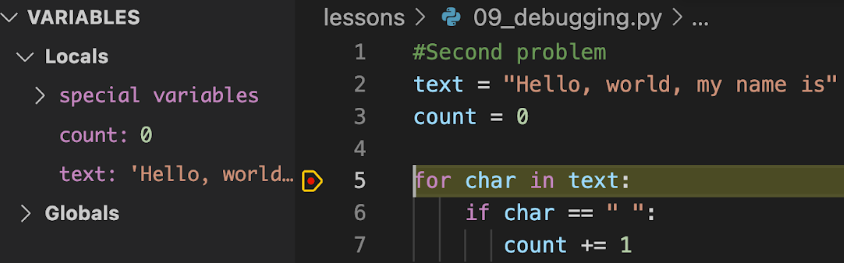 VARIABLES
Locals
special variables
count: 0
text: 'Hello, world…
Globals
lessons > 09_debugging.py > ...
1 #Second problem
2 text = "Hello, world, my name is"
3 count = 0
4
5 for char in text:
6 if char == " ":
7 count += 1